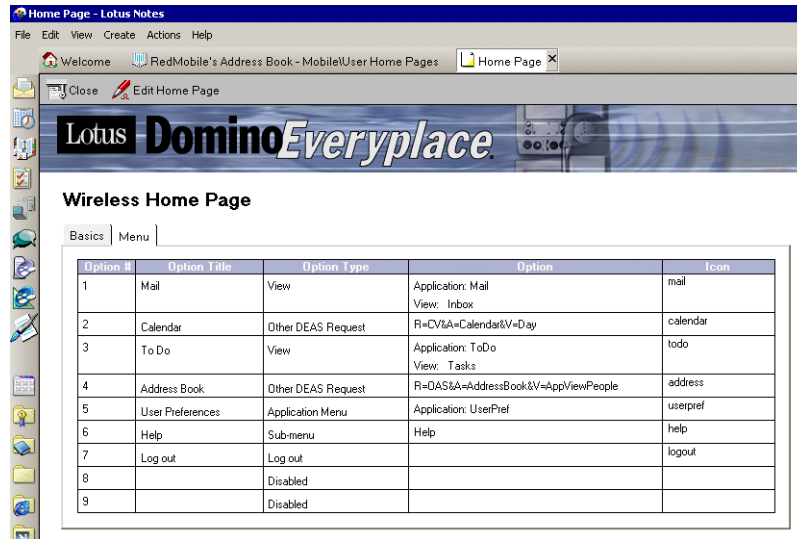 Home Page - Lotus Notes
File Edit View Create Actions Help
Welcome RedMobile's Address Book - Mobile\User Home Pages Home Page
Close Edit Home Page
Lotus Domino Everyplace.
Wireless Home Page
Basics Menu
Option # Option Title Option Type Option Icon
1 Mail View Application: Mail mail
View: Inbox
2 Calendar Other DEAS Request R=CV&A=Calendar&V=Day calendar
3 To Do View Application: ToDo todo
View: Tasks
4 Address Book Other DEAS Request R=OAS&A=AddressBook&V=AppViewPeople address
5 User Preferences Application Menu Application: UserPref userpref
6 Help Sub-menu Help help
7 Log out Log out logout
8 Disabled
9 Disabled